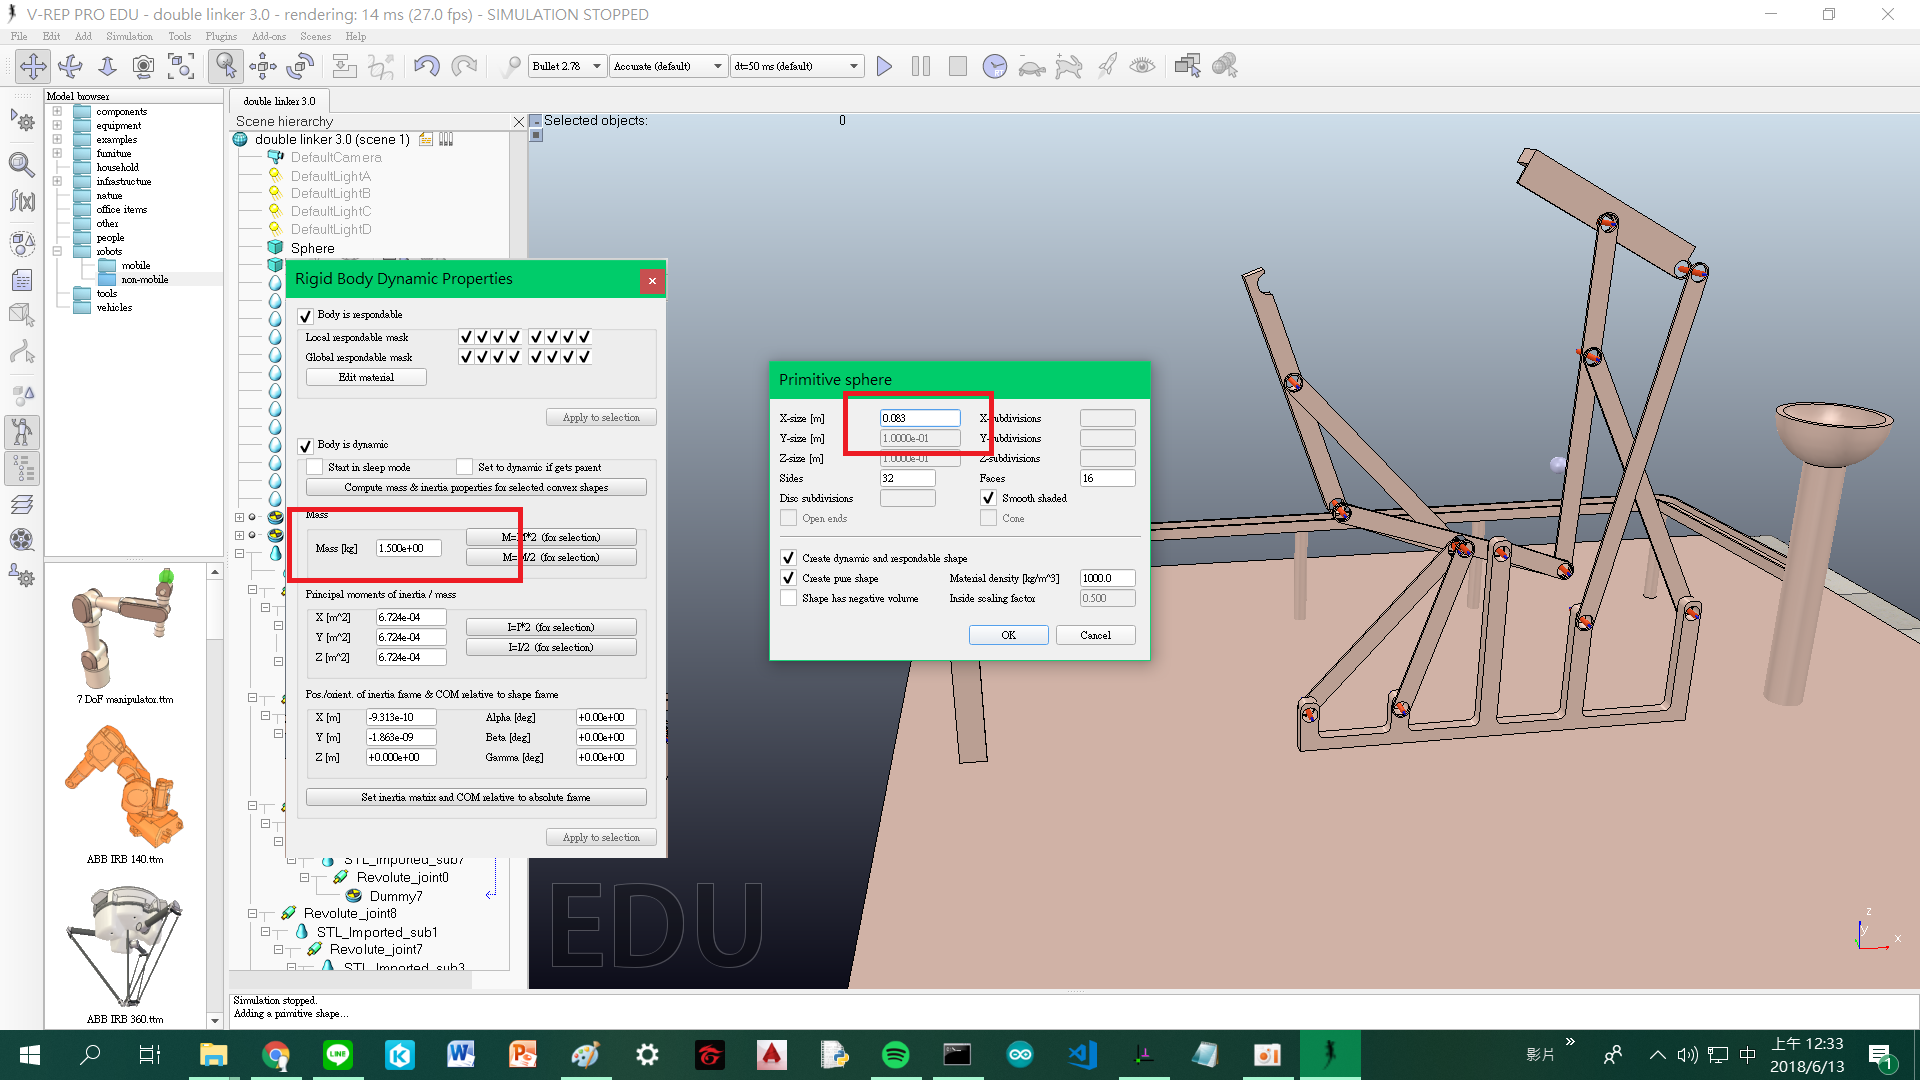 V-REP PRO EDU - double linker 3.0 - rendering: 14 ms (27.0 fps) - SIMULATION STOPPED
File Edit Add Simulation Tools Plugins Add-ons Scenes Help
Bullet 2.78 Accurate (default) dt=50 ms (default)
Model browser
components
equipment
examples
furniture
household
infrastructure
nature
office items
other
people
robots
mobile
non-mobile
tools
vehicles
7 DoF manipulator.ttm
ABB IRB 140.ttm
ABB IRB 360.ttm
double linker 3.0
Scene hierarchy
double linker 3.0 (scene 1)
DefaultCamera
DefaultLightA
DefaultLightB
DefaultLightC
DefaultLightD
Sphere
STL_Imported_sub7
Revolute_joint0
Dummy7
Revolute_joint8
STL_Imported_sub1
Revolute_joint7
STL_Imported_sub3
Selected objects: 0
Rigid Body Dynamic Properties
Body is respondable
Local respondable mask
Global respondable mask
Edit material
Apply to selection
Body is dynamic
Start in sleep mode Set to dynamic if gets parent
Compute mass & inertia properties for selected convex shapes
Mass
Mass [kg] 1.500e+00
M=M*2 (for selection)
M=M/2 (for selection)
Principal moments of inertia / mass
X [m^2] 6.724e-04
Y [m^2] 6.724e-04
Z [m^2] 6.724e-04
I=I*2 (for selection)
I=I/2 (for selection)
Pos./orient. of inertia frame & COM relative to shape frame
X [m] -9.313e-10 Alpha [deg] +0.00e+00
Y [m] -1.863e-09 Beta [deg] +0.00e+00
Z [m] +0.000e+00 Gamma [deg] +0.00e+00
Set inertia matrix and COM relative to absolute frame
Apply to selection
Primitive sphere
X-size [m] 0.083 X-subdivisions
Y-size [m] 1.0000e-01 Y-subdivisions
Z-size [m] 1.0000e-01 Z-subdivisions
Sides 32 Faces 16
Disc subdivisions Smooth shaded
Open ends Cone
Create dynamic and respondable shape
Create pure shape Material density [kg/m^3] 1000.0
Shape has negative volume Inside scaling factor 0.500
OK Cancel
EDU
z
y
x
Simulation stopped.
Adding a primitive shape...
影片
中
上午 12:33
2018/6/13
1
LINE